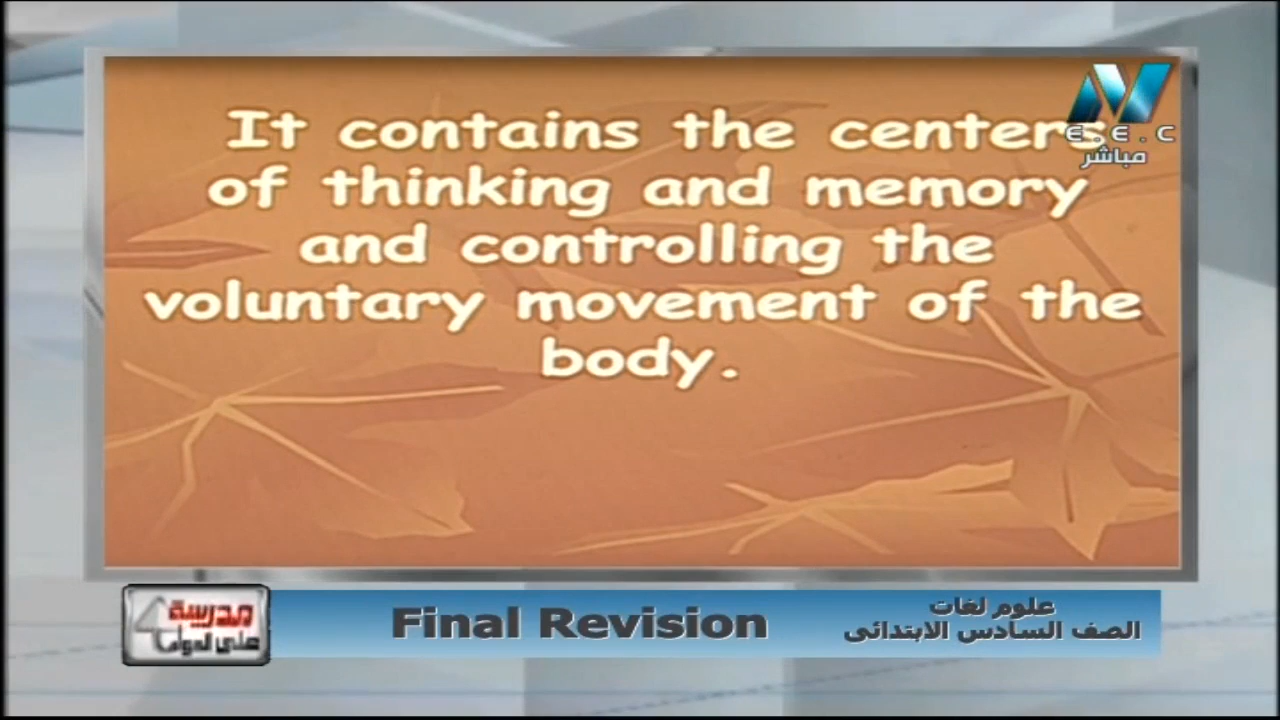 It contains the centers
of thinking and memory
and controlling the
voluntary movement of the
body.
E . E . C
مباشر
مدرسة
على الهواء
Final Revision
علوم لغات
الصف السادس الابتدائى